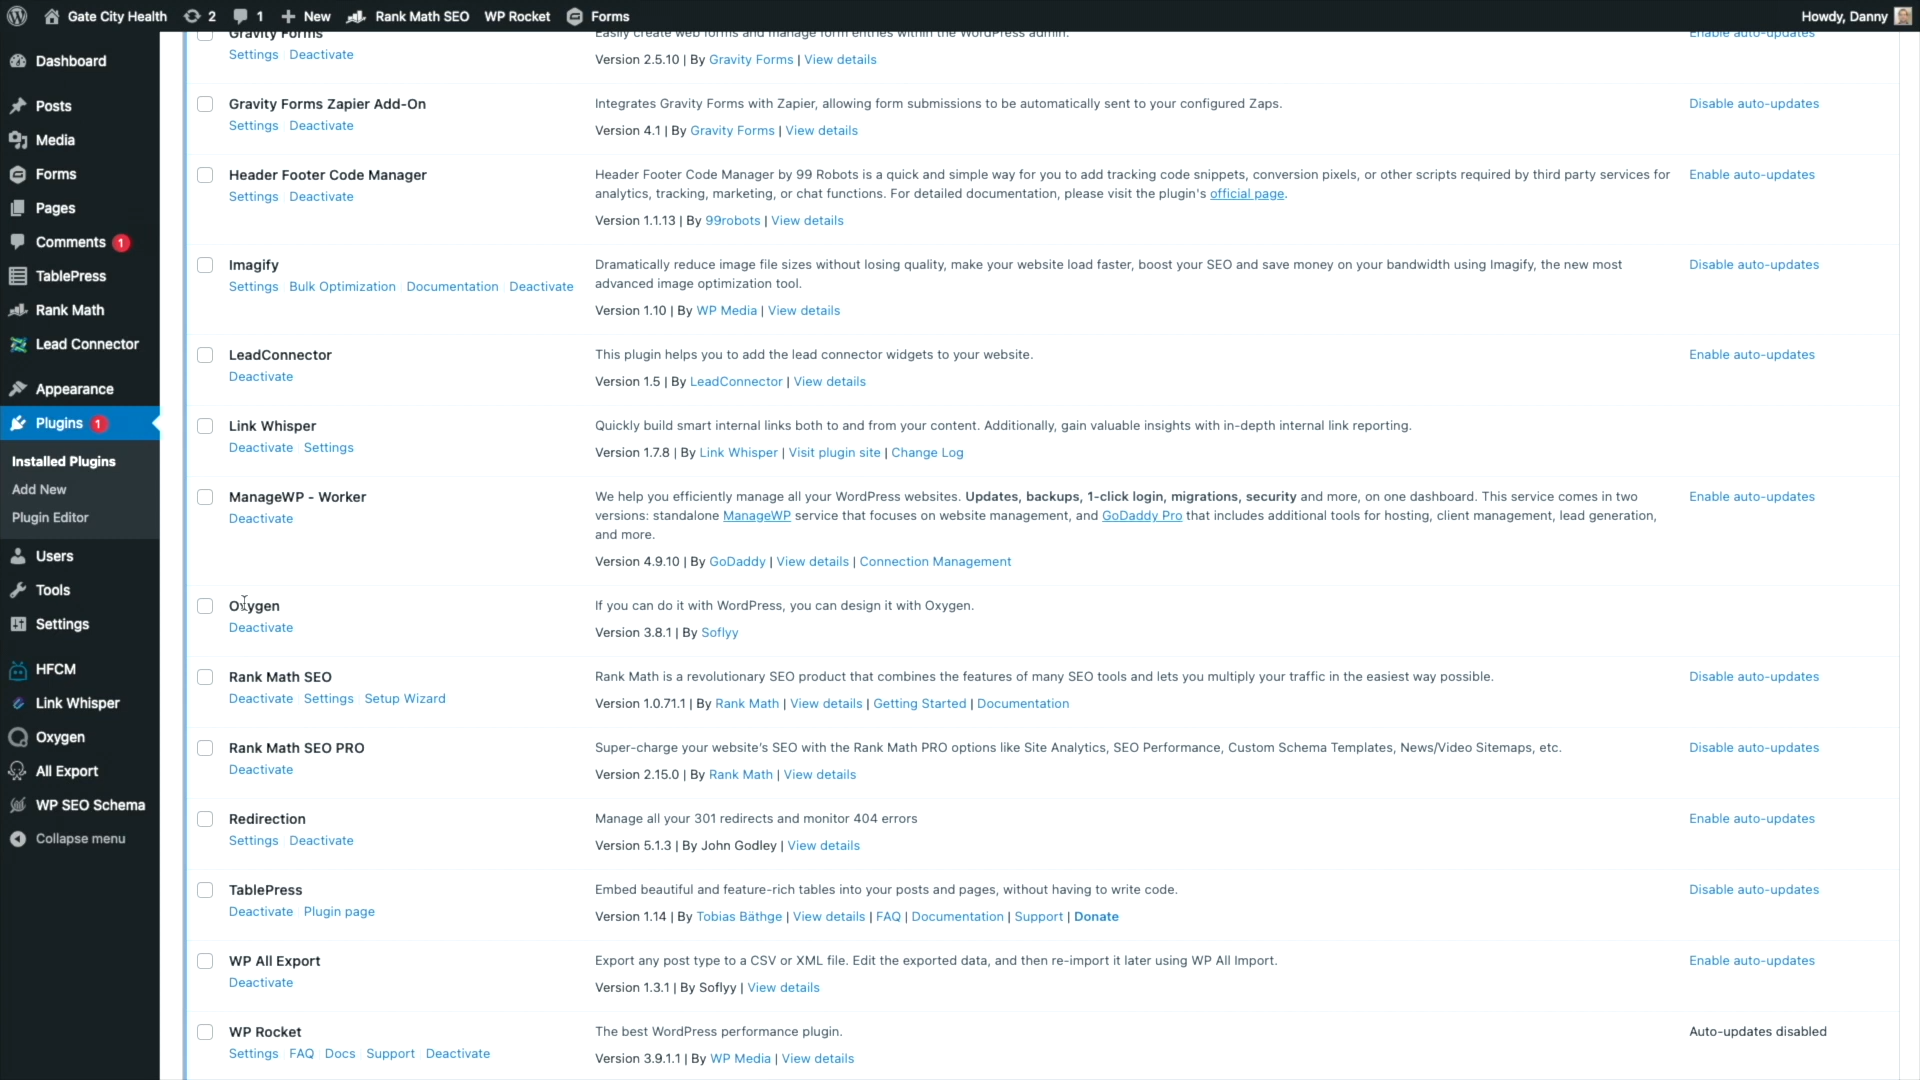 Gate City Health 2 1 New Rank Math SEO WP Rocket Forms Howdy, Danny
Dashboard
Posts
Media
Forms
Pages
Comments 1
TablePress
Rank Math
Lead Connector
Appearance
Plugins 1
Installed Plugins
Add New
Plugin Editor
Users
Tools
Settings
HFCM
Link Whisper
Oxygen
All Export
WP SEO Schema
Collapse menu
Gravity Forms
Settings Deactivate
Easily create web forms and manage form entries within the WordPress admin.
Version 2.5.10 | By Gravity Forms | View details
Enable auto-updates
Gravity Forms Zapier Add-On
Settings Deactivate
Integrates Gravity Forms with Zapier, allowing form submissions to be automatically sent to your configured Zaps.
Version 4.1 | By Gravity Forms | View details
Disable auto-updates
Header Footer Code Manager
Settings Deactivate
Header Footer Code Manager by 99 Robots is a quick and simple way for you to add tracking code snippets, conversion pixels, or other scripts required by third party services for
analytics, tracking, marketing, or chat functions. For detailed documentation, please visit the plugin's official page.
Version 1.1.13 | By 99robots | View details
Enable auto-updates
Imagify
Settings Bulk Optimization Documentation Deactivate
Dramatically reduce image file sizes without losing quality, make your website load faster, boost your SEO and save money on your bandwidth using Imagify, the new most
advanced image optimization tool.
Version 1.10 | By WP Media | View details
Disable auto-updates
LeadConnector
Deactivate
This plugin helps you to add the lead connector widgets to your website.
Version 1.5 | By LeadConnector | View details
Enable auto-updates
Link Whisper
Deactivate Settings
Quickly build smart internal links both to and from your content. Additionally, gain valuable insights with in-depth internal link reporting.
Version 1.7.8 | By Link Whisper | Visit plugin site | Change Log
ManageWP - Worker
Deactivate
We help you efficiently manage all your WordPress websites. Updates, backups, 1-click login, migrations, security and more, on one dashboard. This service comes in two
versions: standalone ManageWP service that focuses on website management, and GoDaddy Pro that includes additional tools for hosting, client management, lead generation,
and more.
Version 4.9.10 | By GoDaddy | View details | Connection Management
Enable auto-updates
Oxygen
Deactivate
If you can do it with WordPress, you can design it with Oxygen.
Version 3.8.1 | By Soflyy
Rank Math SEO
Deactivate Settings Setup Wizard
Rank Math is a revolutionary SEO product that combines the features of many SEO tools and lets you multiply your traffic in the easiest way possible.
Version 1.0.71.1 | By Rank Math | View details | Getting Started | Documentation
Disable auto-updates
Rank Math SEO PRO
Deactivate
Super-charge your website's SEO with the Rank Math PRO options like Site Analytics, SEO Performance, Custom Schema Templates, News/Video Sitemaps, etc.
Version 2.15.0 | By Rank Math | View details
Disable auto-updates
Redirection
Settings Deactivate
Manage all your 301 redirects and monitor 404 errors
Version 5.1.3 | By John Godley | View details
Enable auto-updates
TablePress
Deactivate Plugin page
Embed beautiful and feature-rich tables into your posts and pages, without having to write code.
Version 1.14 | By Tobias Bäthge | View details | FAQ | Documentation | Support | Donate
Disable auto-updates
WP All Export
Deactivate
Export any post type to a CSV or XML file. Edit the exported data, and then re-import it later using WP All Import.
Version 1.3.1 | By Soflyy | View details
Enable auto-updates
WP Rocket
Settings FAQ Docs Support Deactivate
The best WordPress performance plugin.
Version 3.9.1.1 | By WP Media | View details
Auto-updates disabled